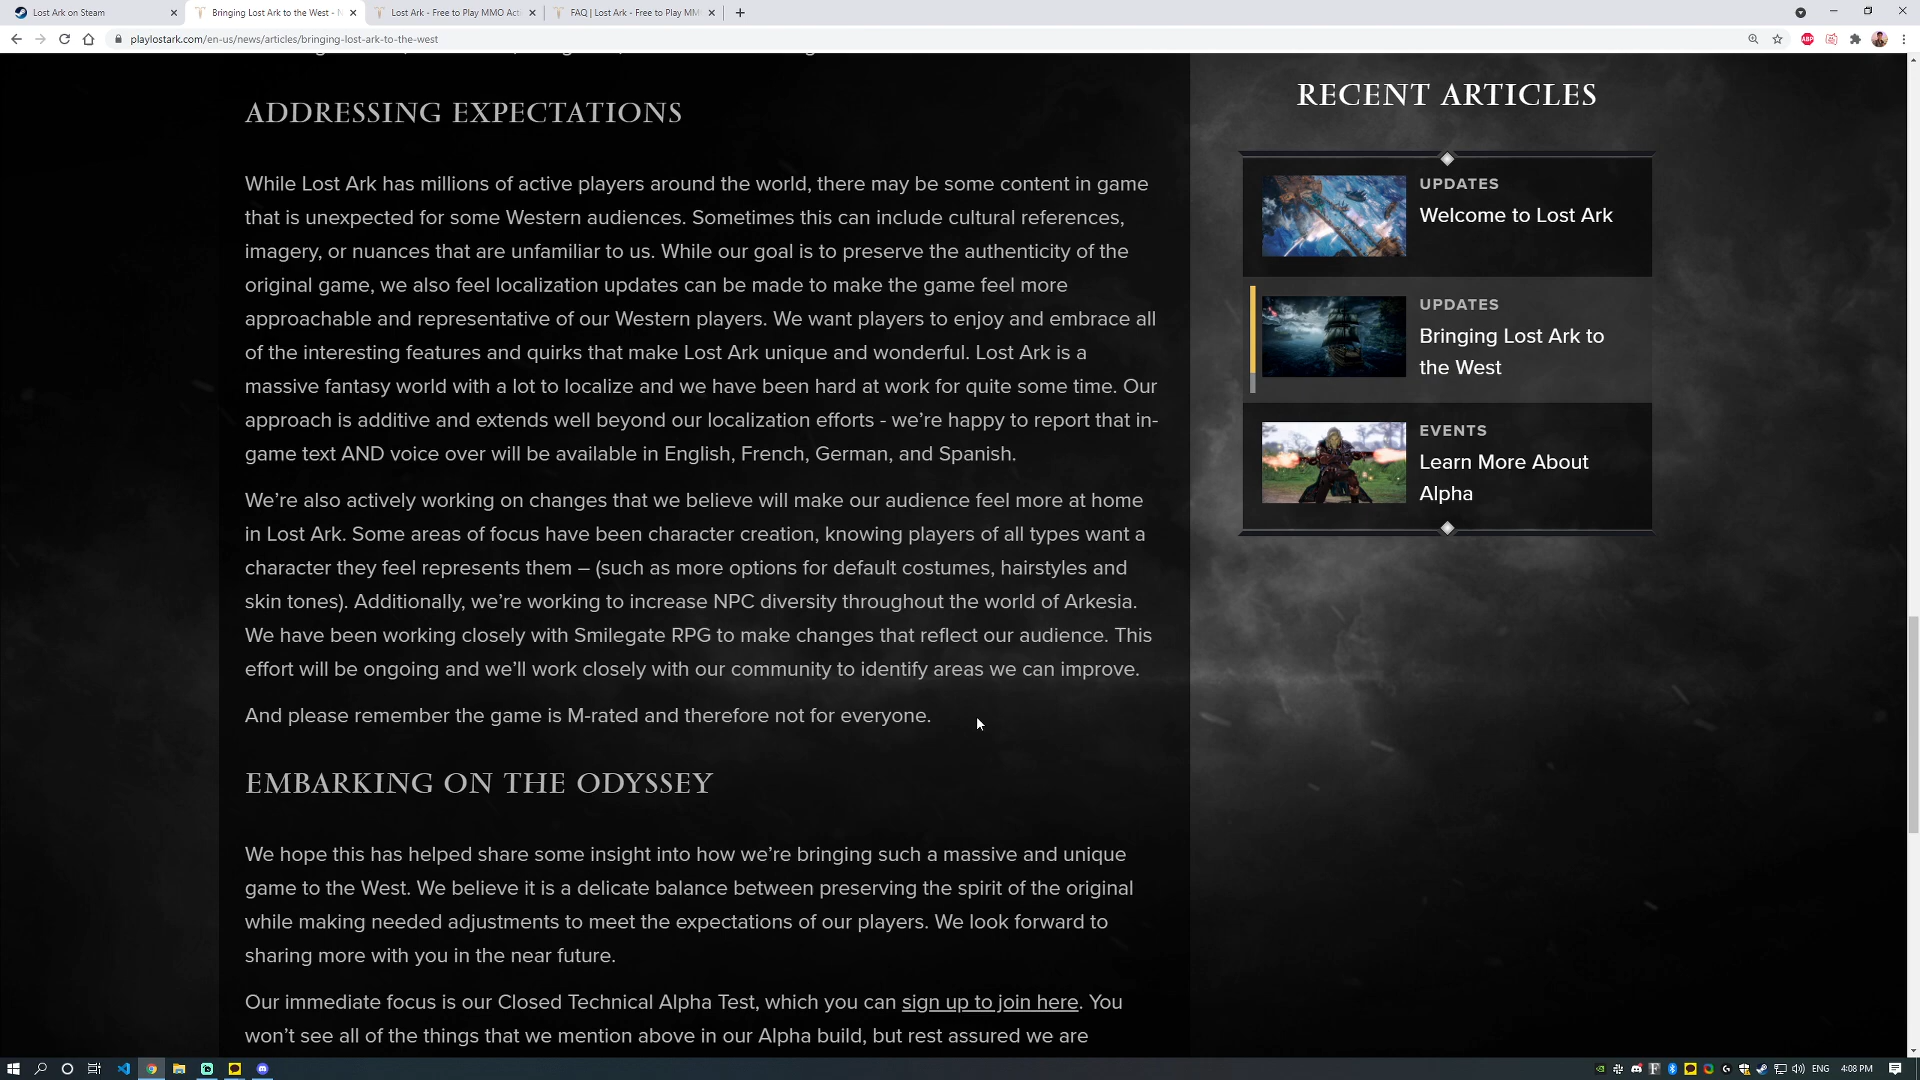 Lost Ark on Steam
Bringing Lost Ark to the West - N
Lost Ark - Free to Play MMO Acti
FAQ | Lost Ark - Free to Play MM
playlostark.com/en-us/news/articles/bringing-lost-ark-to-the-west
ADDRESSING EXPECTATIONS
While Lost Ark has millions of active players around the world, there may be some content in game
that is unexpected for some Western audiences. Sometimes this can include cultural references,
imagery, or nuances that are unfamiliar to us. While our goal is to preserve the authenticity of the
original game, we also feel localization updates can be made to make the game feel more
approachable and representative of our Western players. We want players to enjoy and embrace all
of the interesting features and quirks that make Lost Ark unique and wonderful. Lost Ark is a
massive fantasy world with a lot to localize and we have been hard at work for quite some time. Our
approach is additive and extends well beyond our localization efforts - we’re happy to report that in-
game text AND voice over will be available in English, French, German, and Spanish.
We’re also actively working on changes that we believe will make our audience feel more at home
in Lost Ark. Some areas of focus have been character creation, knowing players of all types want a
character they feel represents them – (such as more options for default costumes, hairstyles and
skin tones). Additionally, we’re working to increase NPC diversity throughout the world of Arkesia.
We have been working closely with Smilegate RPG to make changes that reflect our audience. This
effort will be ongoing and we’ll work closely with our community to identify areas we can improve.
And please remember the game is M-rated and therefore not for everyone.
EMBARKING ON THE ODYSSEY
We hope this has helped share some insight into how we’re bringing such a massive and unique
game to the West. We believe it is a delicate balance between preserving the spirit of the original
while making needed adjustments to meet the expectations of our players. We look forward to
sharing more with you in the near future.
Our immediate focus is our Closed Technical Alpha Test, which you can sign up to join here. You
won’t see all of the things that we mention above in our Alpha build, but rest assured we are
RECENT ARTICLES
UPDATES
Welcome to Lost Ark
UPDATES
Bringing Lost Ark to
the West
EVENTS
Learn More About
Alpha
ENG
4:08 PM